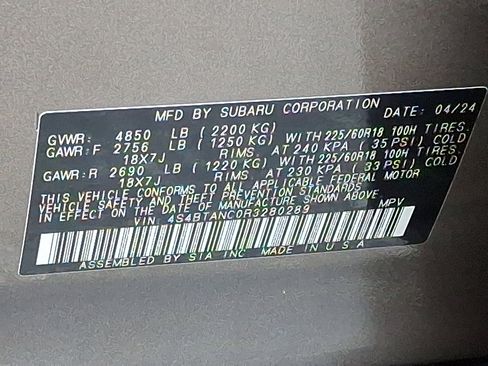 MFD BY SUBARU CORPORATION DATE: 04/24
GVWR: 4850 LB (2200 KG)
GAWR:F 2756 LB (1250 KG) WITH 225/60R18 100H TIRES,
18X7J RIMS, AT 240 KPA (35 PSI) COLD
GAWR:R 2690 LB (1220 KG) WITH 225/60R18 100H TIRES,
18X7J RIMS, AT 230 KPA (33 PSI) COLD
THIS VEHICLE CONFORMS TO ALL APPLICABLE FEDERAL MOTOR
VEHICLE SAFETY AND THEFT PREVENTION STANDARDS
IN EFFECT ON THE DATE OF MANUFACTURE SHOWN ABOVE.
VIN: 4S4BTANC0R3280289 MPV
ASSEMBLED BY SIA INC MADE IN U.S.A